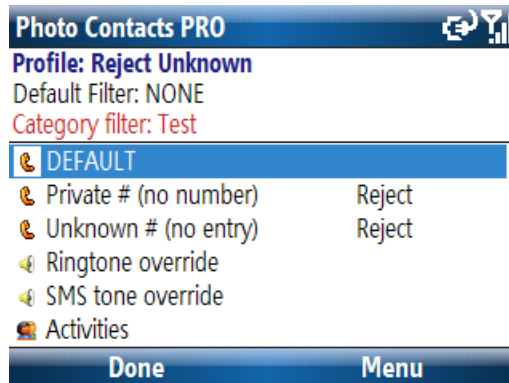 Photo Contacts PRO
Profile: Reject Unknown
Default Filter: NONE
Category filter: Test
DEFAULT
Private # (no number) Reject
Unknown # (no entry) Reject
Ringtone override
SMS tone override
Activities
Done Menu